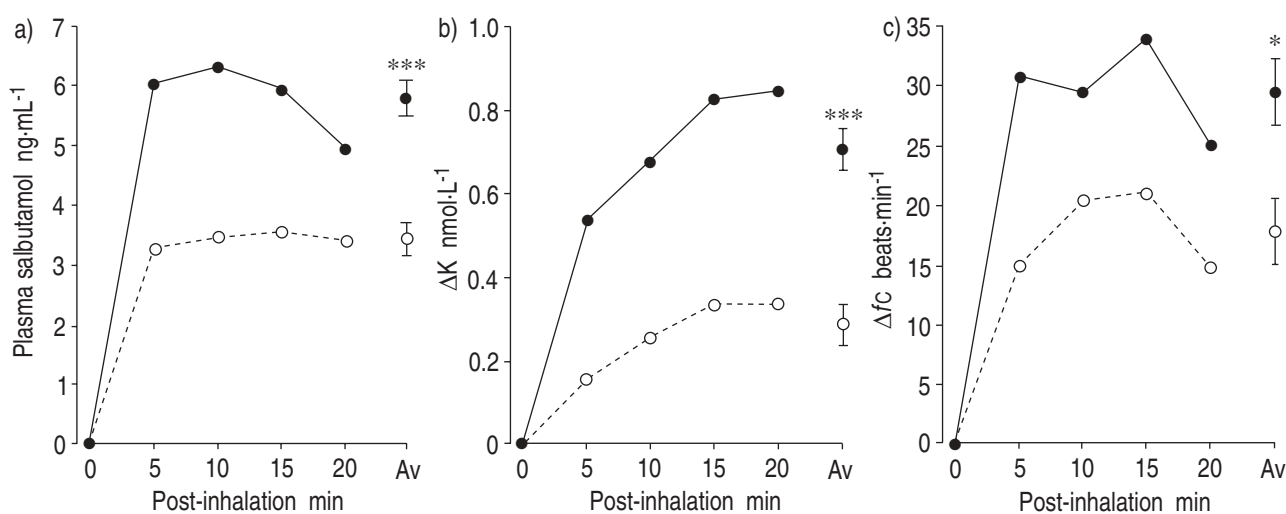 a)
Plasma salbutamol ng·mL⁻¹
7
6
5
4
3
2
1
0
***
0 5 10 15 20 Av
Post-inhalation min
b)
ΔK nmol·L⁻¹
1.0
0.8
0.6
0.4
0.2
0
***
0 5 10 15 20 Av
Post-inhalation min
c)
Δfc beats·min⁻¹
35
30
25
20
15
10
5
0
*
0 5 10 15 20 Av
Post-inhalation min